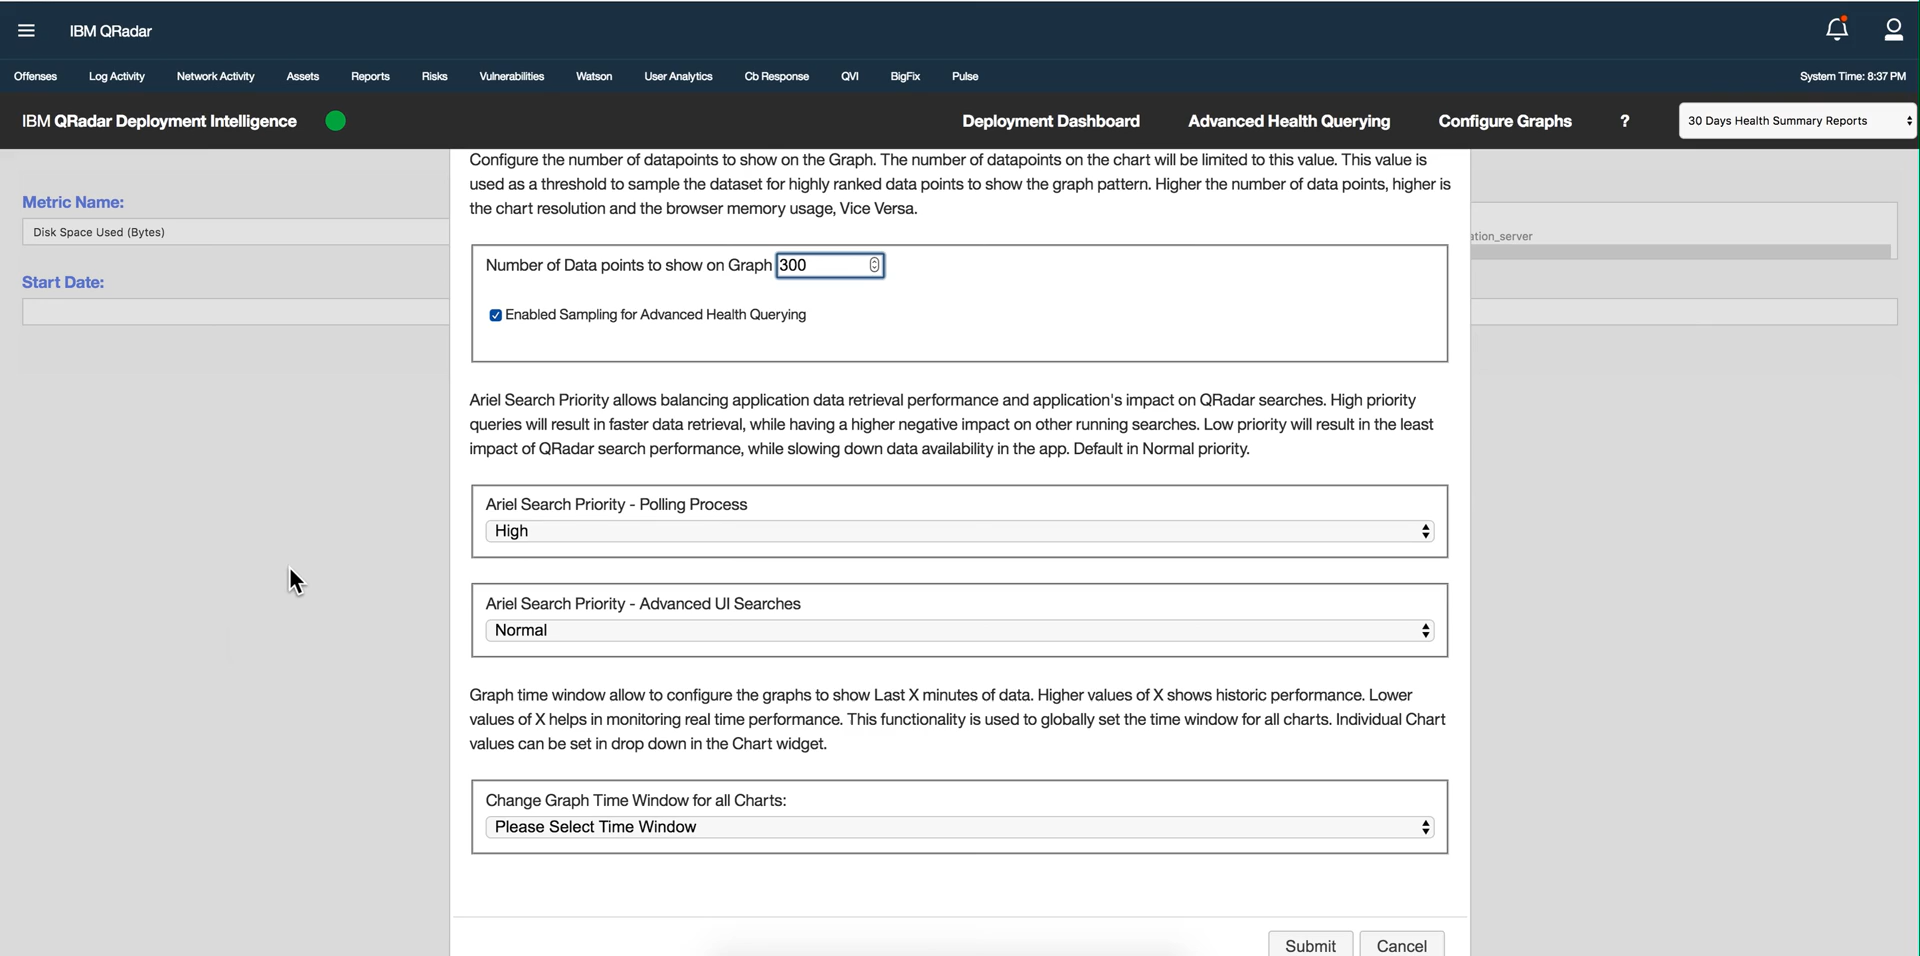 IBM QRadar
Offenses Log Activity Network Activity Assets Reports Risks Vulnerabilities Watson User Analytics Cb Response QVI BigFix Pulse System Time: 8:37 PM
IBM QRadar Deployment Intelligence Deployment Dashboard Advanced Health Querying Configure Graphs ? 30 Days Health Summary Reports
Configure the number of datapoints to show on the Graph. The number of datapoints on the chart will be limited to this value. This value is
used as a threshold to sample the dataset for highly ranked data points to show the graph pattern. Higher the number of data points, higher is
the chart resolution and the browser memory usage, Vice Versa.
Metric Name:
Disk Space Used (Bytes)
ation_server
Start Date:
Number of Data points to show on Graph 300
Enabled Sampling for Advanced Health Querying
Ariel Search Priority allows balancing application data retrieval performance and application's impact on QRadar searches. High priority
queries will result in faster data retrieval, while having a higher negative impact on other running searches. Low priority will result in the least
impact of QRadar search performance, while slowing down data availability in the app. Default in Normal priority.
Ariel Search Priority - Polling Process
High
Ariel Search Priority - Advanced UI Searches
Normal
Graph time window allow to configure the graphs to show Last X minutes of data. Higher values of X shows historic performance. Lower
values of X helps in monitoring real time performance. This functionality is used to globally set the time window for all charts. Individual Chart
values can be set in drop down in the Chart widget.
Change Graph Time Window for all Charts:
Please Select Time Window
Submit Cancel